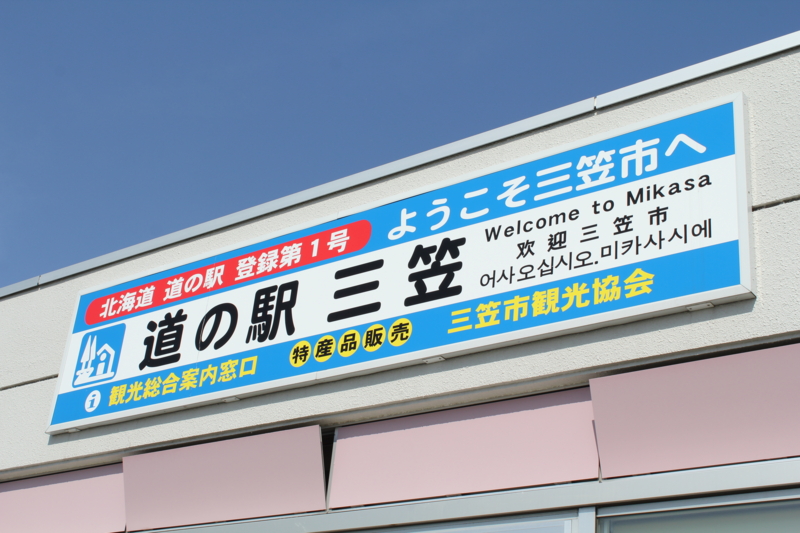 北海道 道の駅 登録第1号
ようこそ三笠市へ
道の駅 三笠
Welcome to Mikasa
欢迎三笠市
어사오십시오.미카사시에
i 観光総合案内窓口
特産品販売
三笠市観光協会